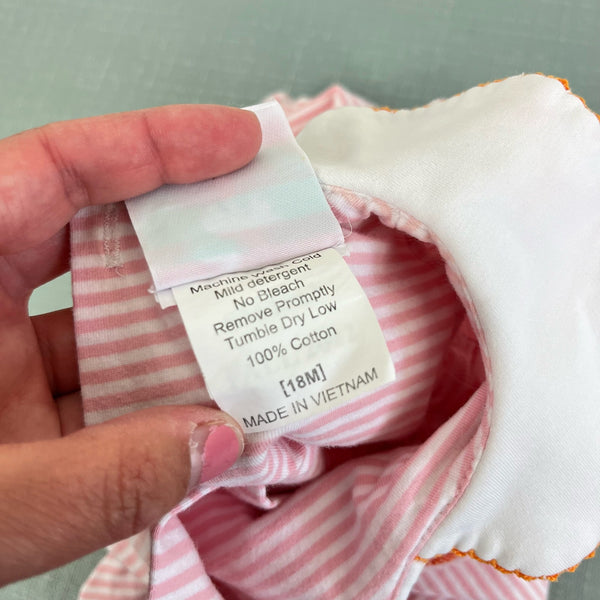 Machine Wash Cold
Mild detergent
No Bleach
Remove Promptly
Tumble Dry Low
100% Cotton
[18M]
MADE IN VIETNAM